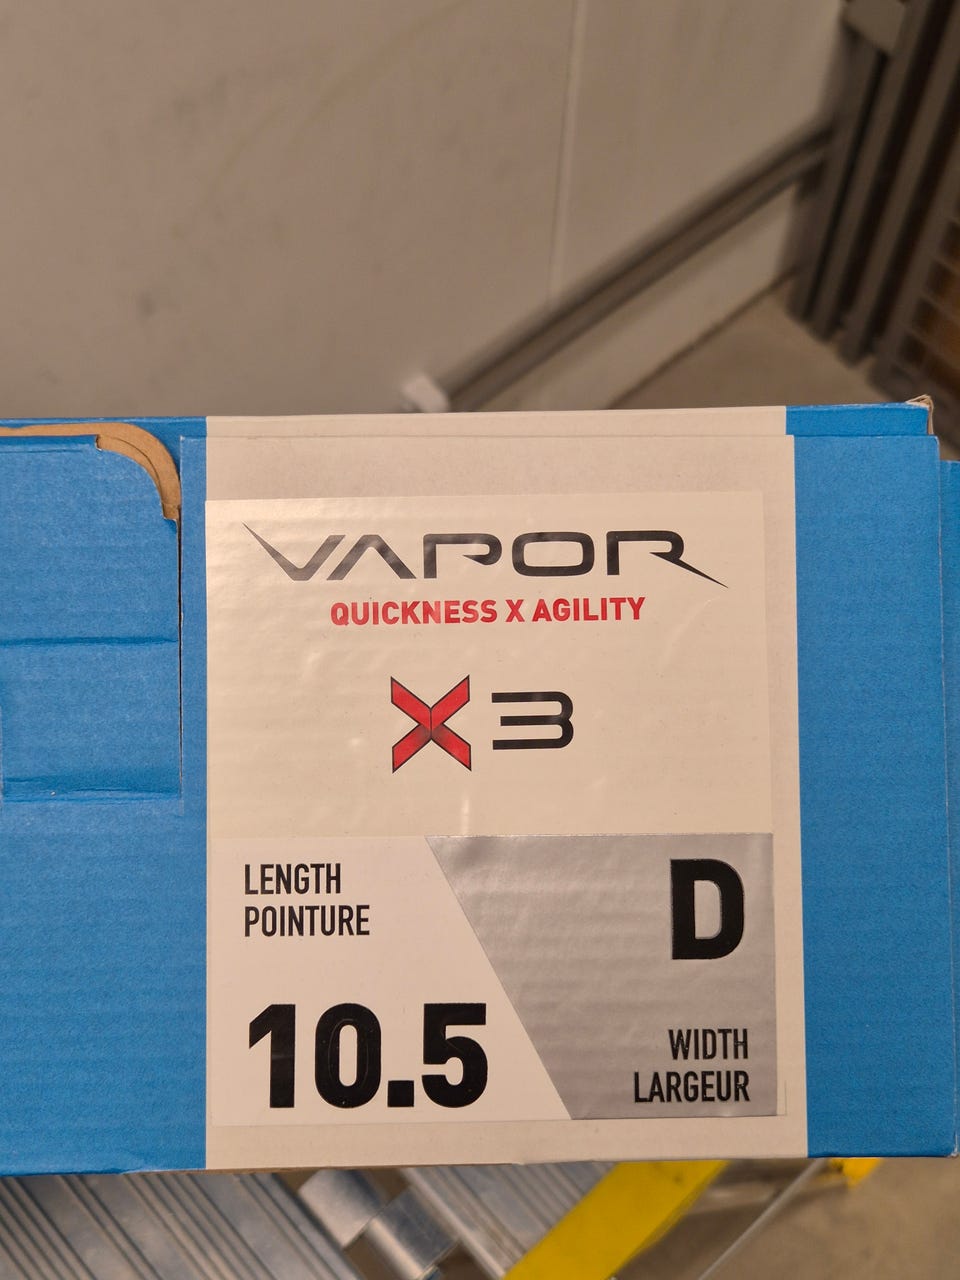 VAPOR
QUICKNESS X AGILITY
X3
LENGTH
POINTURE
10.5
D
WIDTH
LARGEUR